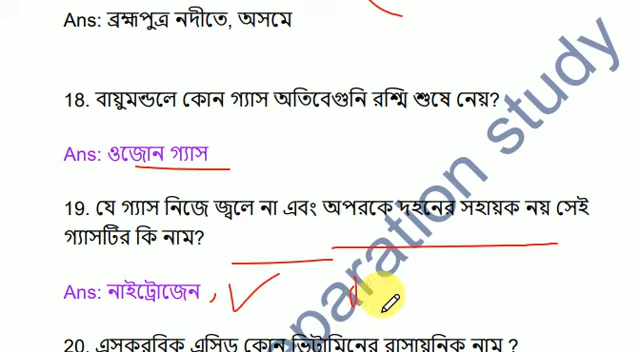 Ans: ব্রহ্মপুত্র নদীতে, অসমে
18. বায়ুমন্ডলে কোন গ্যাস অতিবেগুনি রশ্মি শুষে নেয়?
Ans: ওজোন গ্যাস
19. যে গ্যাস নিজে জ্বলে না এবং অপরকে দহনের সহায়ক নয় সেই
গ্যাসটির কি নাম?
Ans: নাইট্রোজেন
20. এসকরবিক এসিড কোন ভিটামিনের রাসায়নিক নাম ?
eparation study